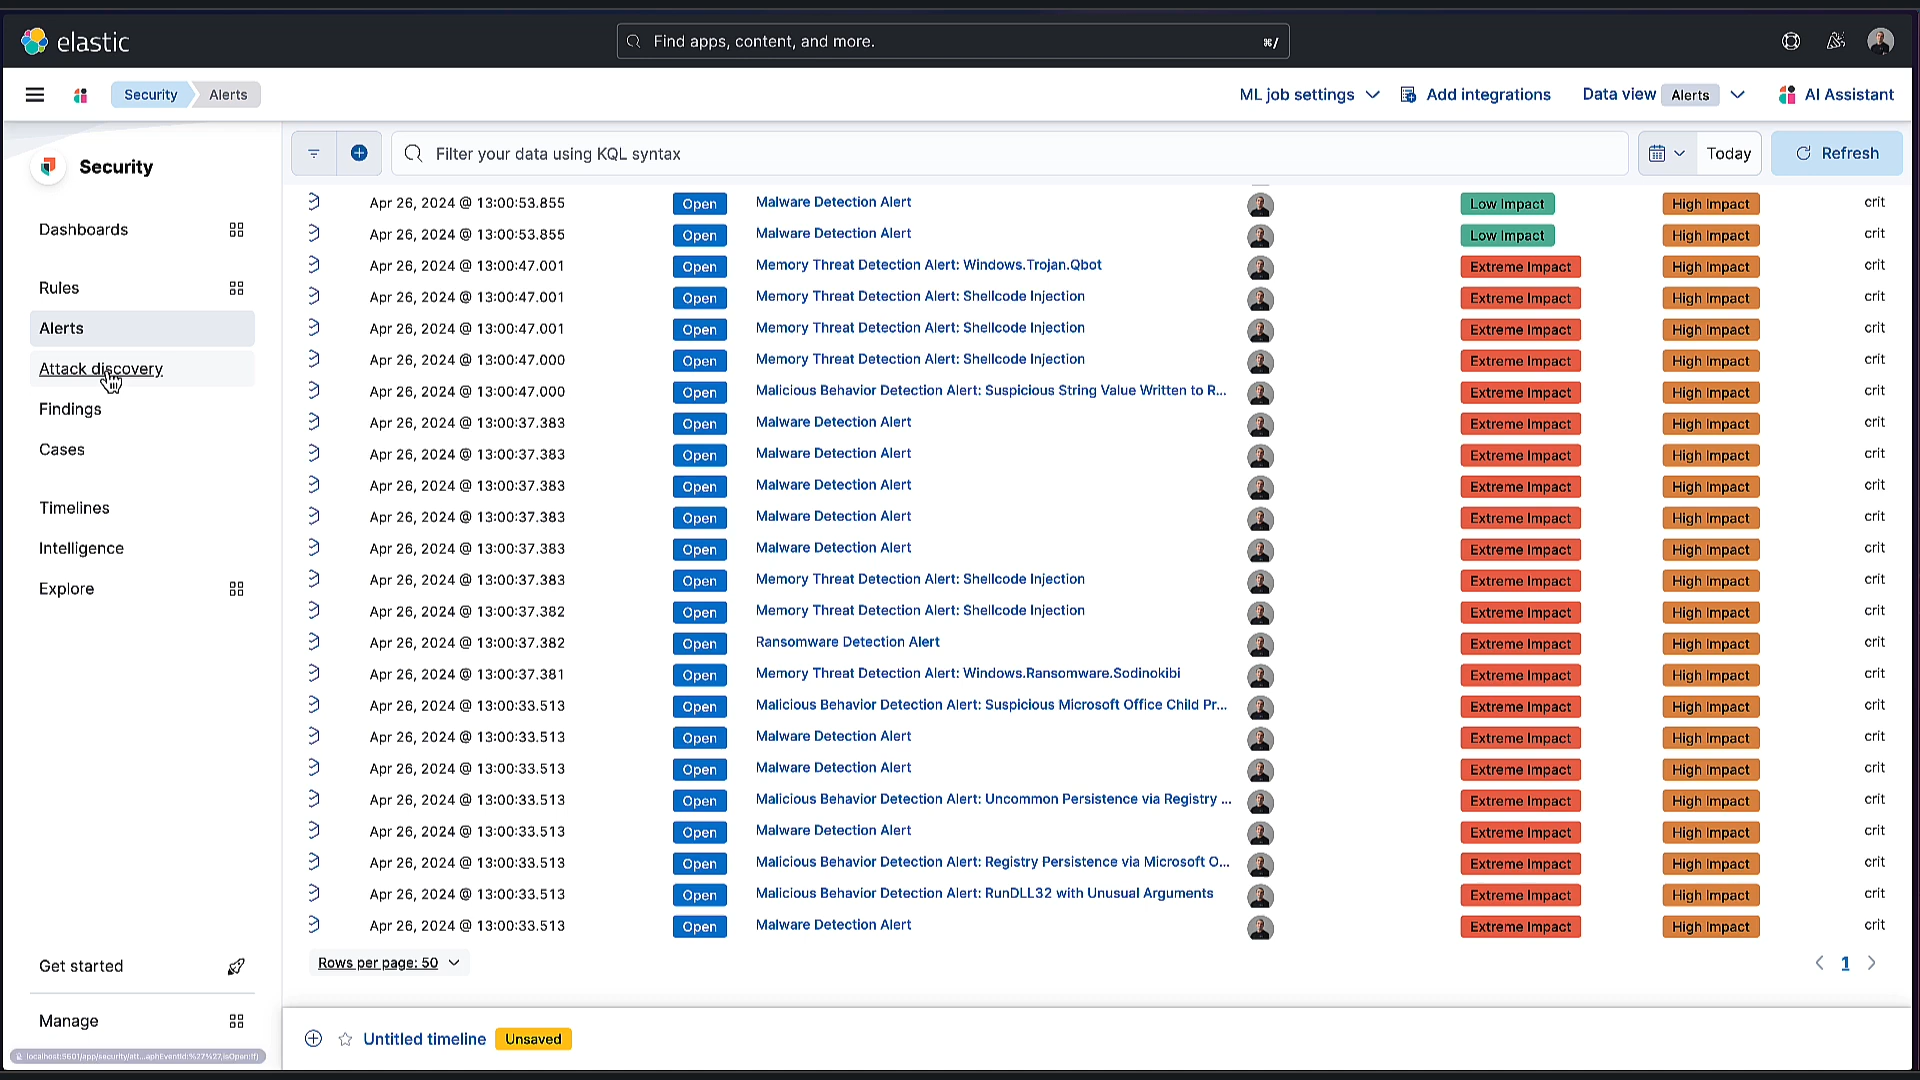 elastic
Find apps, content, and more.
⌘/
Security
Alerts
ML job settings
Add integrations
Data view
Alerts
AI Assistant
Security
Dashboards
Rules
Alerts
Attack discovery
Findings
Cases
Timelines
Intelligence
Explore
Get started
Manage
Filter your data using KQL syntax
Today
Refresh
Apr 26, 2024 @ 13:00:53.855 Open Malware Detection Alert Low Impact High Impact crit
Apr 26, 2024 @ 13:00:53.855 Open Malware Detection Alert Low Impact High Impact crit
Apr 26, 2024 @ 13:00:47.001 Open Memory Threat Detection Alert: Windows.Trojan.Qbot Extreme Impact High Impact crit
Apr 26, 2024 @ 13:00:47.001 Open Memory Threat Detection Alert: Shellcode Injection Extreme Impact High Impact crit
Apr 26, 2024 @ 13:00:47.001 Open Memory Threat Detection Alert: Shellcode Injection Extreme Impact High Impact crit
Apr 26, 2024 @ 13:00:47.000 Open Memory Threat Detection Alert: Shellcode Injection Extreme Impact High Impact crit
Apr 26, 2024 @ 13:00:47.000 Open Malicious Behavior Detection Alert: Suspicious String Value Written to R... Extreme Impact High Impact crit
Apr 26, 2024 @ 13:00:37.383 Open Malware Detection Alert Extreme Impact High Impact crit
Apr 26, 2024 @ 13:00:37.383 Open Malware Detection Alert Extreme Impact High Impact crit
Apr 26, 2024 @ 13:00:37.383 Open Malware Detection Alert Extreme Impact High Impact crit
Apr 26, 2024 @ 13:00:37.383 Open Malware Detection Alert Extreme Impact High Impact crit
Apr 26, 2024 @ 13:00:37.383 Open Malware Detection Alert Extreme Impact High Impact crit
Apr 26, 2024 @ 13:00:37.383 Open Memory Threat Detection Alert: Shellcode Injection Extreme Impact High Impact crit
Apr 26, 2024 @ 13:00:37.382 Open Memory Threat Detection Alert: Shellcode Injection Extreme Impact High Impact crit
Apr 26, 2024 @ 13:00:37.382 Open Ransomware Detection Alert Extreme Impact High Impact crit
Apr 26, 2024 @ 13:00:37.381 Open Memory Threat Detection Alert: Windows.Ransomware.Sodinokibi Extreme Impact High Impact crit
Apr 26, 2024 @ 13:00:33.513 Open Malicious Behavior Detection Alert: Suspicious Microsoft Office Child Pr... Extreme Impact High Impact crit
Apr 26, 2024 @ 13:00:33.513 Open Malware Detection Alert Extreme Impact High Impact crit
Apr 26, 2024 @ 13:00:33.513 Open Malware Detection Alert Extreme Impact High Impact crit
Apr 26, 2024 @ 13:00:33.513 Open Malicious Behavior Detection Alert: Uncommon Persistence via Registry ... Extreme Impact High Impact crit
Apr 26, 2024 @ 13:00:33.513 Open Malware Detection Alert Extreme Impact High Impact crit
Apr 26, 2024 @ 13:00:33.513 Open Malicious Behavior Detection Alert: Registry Persistence via Microsoft O... Extreme Impact High Impact crit
Apr 26, 2024 @ 13:00:33.513 Open Malicious Behavior Detection Alert: RunDLL32 with Unusual Arguments Extreme Impact High Impact crit
Apr 26, 2024 @ 13:00:33.513 Open Malware Detection Alert Extreme Impact High Impact crit
Rows per page: 50
1
Untitled timeline
Unsaved